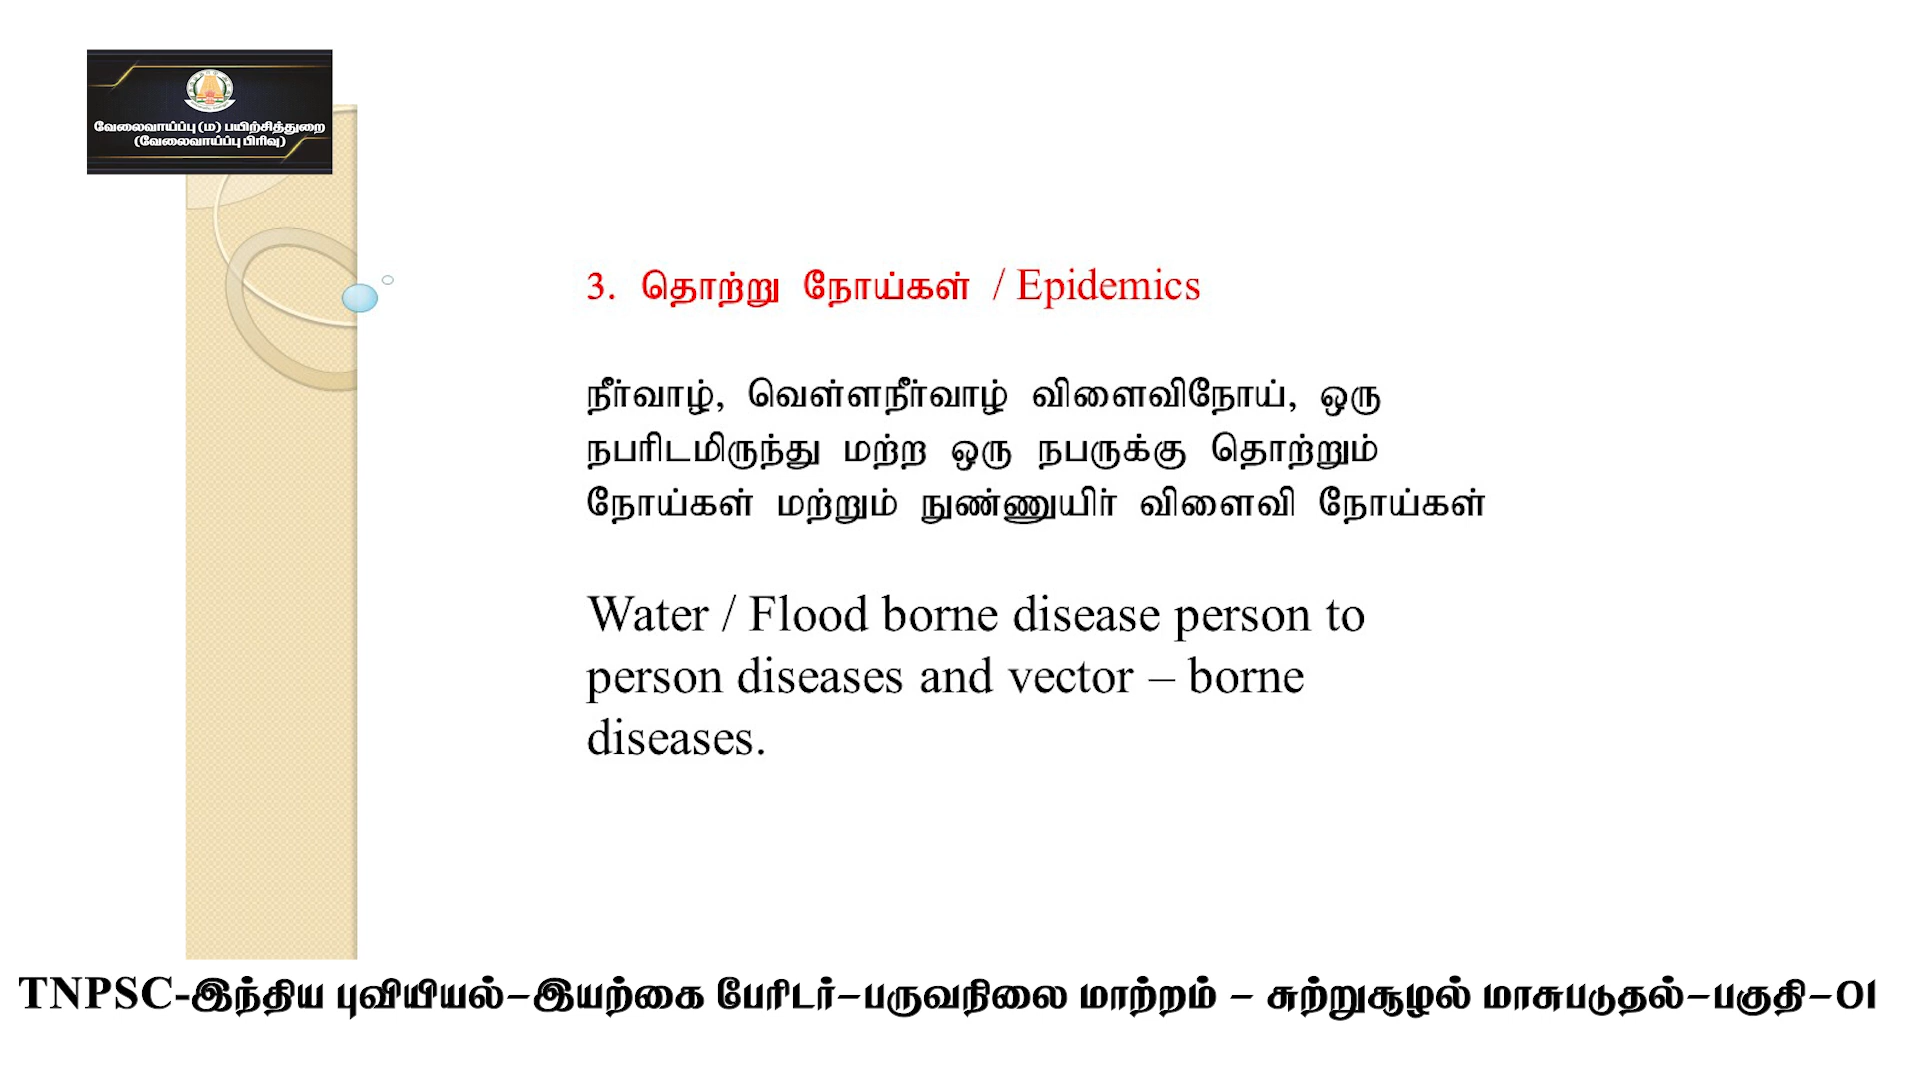 வேலைவாய்ப்பு (ம) பயிற்சித்துறை
(வேலைவாய்ப்பு பிரிவு)
3. தொற்று நோய்கள் / Epidemics
நீர்வாழ், வெள்ளநீர்வாழ் விளைவிநோய், ஒரு
நபரிடமிருந்து மற்ற ஒரு நபருக்கு தொற்றும்
நோய்கள் மற்றும் நுண்ணுயிர் விளைவி நோய்கள்
Water / Flood borne disease person to
person diseases and vector – borne
diseases.
TNPSC-இந்திய புவியியல்–இயற்கை பேரிடர்–பருவநிலை மாற்றம் – சுற்றுசூழல் மாசுபடுதல்–பகுதி–01